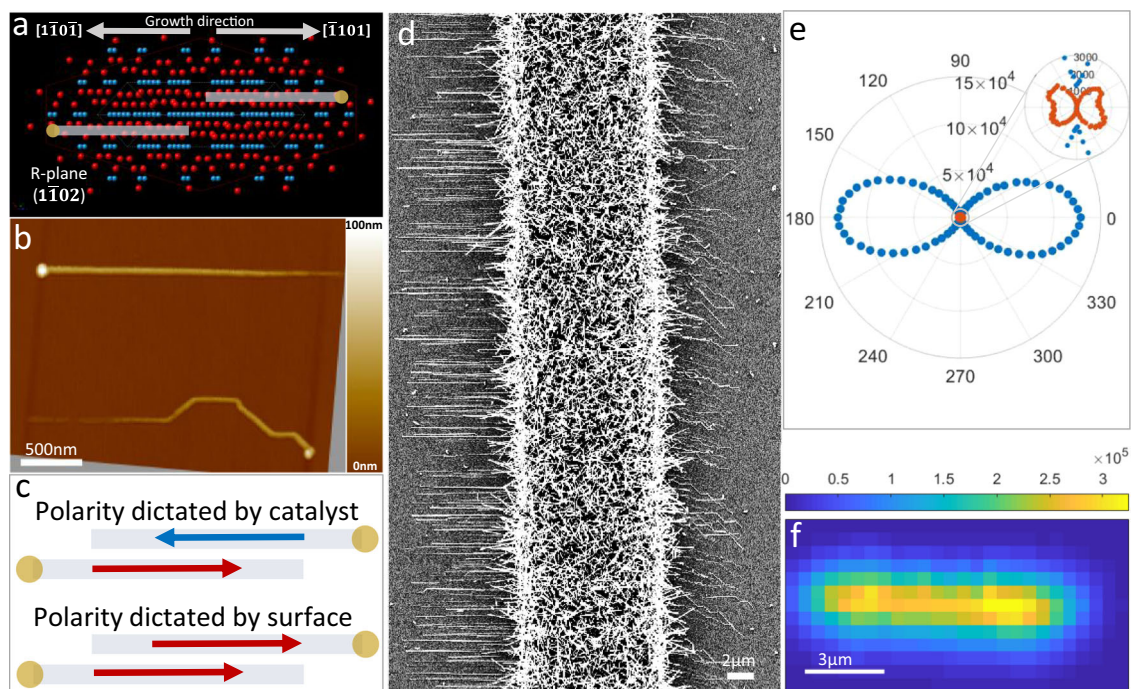 a
Growth direction
[11̅01̅]
[1̅101]
R-plane
(11̅02)
b
100nm
500nm
0nm
c
Polarity dictated by catalyst
Polarity dictated by surface
d
2µm
e
90
120
150
180
210
240
270
300
330
0
15×10⁴
10×10⁴
5×10⁴
3000
2000
1000
×10⁵
0 0.5 1 1.5 2 2.5 3
f
3µm